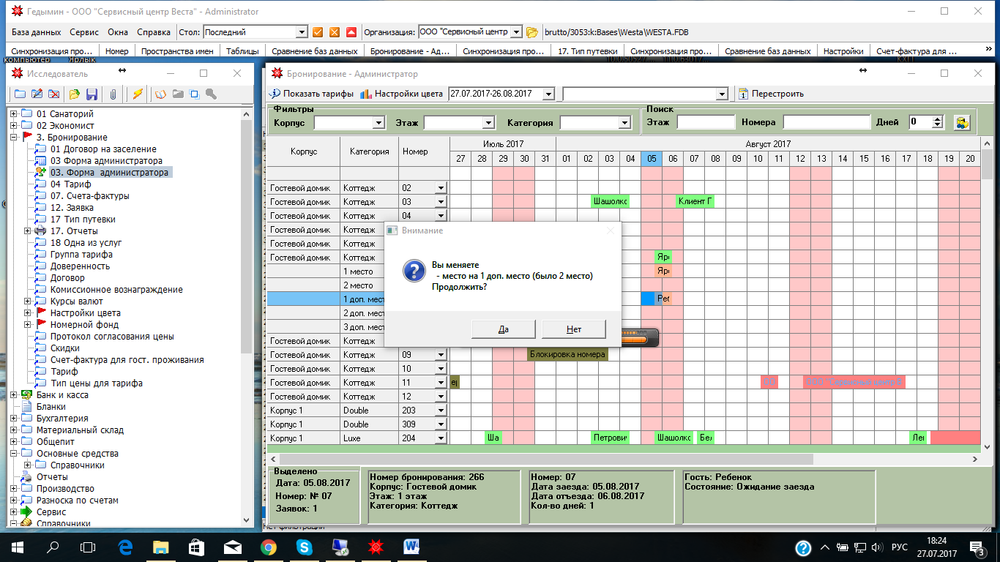 Гедымин - ООО "Сервисный центр Веста" - Administrator
База данных Сервис Окна Справка Стол: Последний Организация: ООО "Сервисный центр brutto/3053:k:Bases\Westa\WESTA.FDB
Синхронизация про... Номер Пространства имен Таблицы Сравнение баз данных Бронирование - Ад... Синхронизация про... 17. Тип путевки Синхронизация про... Сравнение баз данных Настройки Счет-фактура для ... »
компьютер Ярлык
Исследователь
01 Санаторий
02 Экономист
3. Бронирование
01 Договор на заселение
03 Форма администратора
03. Форма администратора
04 Тариф
07. Счета-фактуры
12. Заявка
17 Тип путевки
17. Отчеты
18 Одна из услуг
Группа тарифа
Доверенность
Договор
Комиссионное вознаграждение
Курсы валют
Настройки цвета
Номерной фонд
Протокол согласования цены
Скидки
Счет-фактура для гост. проживания
Тариф
Тип цены для тарифа
Банк и касса
Бланки
Бухгалтерия
Материальный склад
Общепит
Основные средства
Справочники
Отчеты
Производство
Разноска по счетам
Сервис
Справочники
Бронирование - Администратор
Показать тарифы Настройки цвета 27.07.2017-26.08.2017 Перестроить
Фильтры
Корпус Этаж Категория
Поиск
Этаж Номера Дней 0
Корпус Категория Номер Июль 2017 Август 2017
27 28 29 30 31 01 02 03 04 05 06 07 08 09 10 11 12 13 14 15 16 17 18 19 20
Гостевой домик Коттедж 02
Гостевой домик Коттедж 03 Шашолко Клиент Г
Гостевой домик Коттедж 04
Гостевой домик Коттедж
Гостевой домик Коттедж
Гостевой домик Коттедж Яро
1 место Яро
2 место
1 доп. мест Реб
2 доп. мест
3 доп. мест
Гостевой домик Коттедж
Гостевой домик Коттедж 09 Блокировка номера
Гостевой домик Коттедж 10
Гостевой домик Коттедж 11
Гостевой домик Коттедж 12
Корпус 1 Double 203
Корпус 1 Double 309
Корпус 1 Luxe 204 Ша Петрович Шашолко Бел Лег
Внимание
Вы меняете
- место на 1 доп. место (было 2 место)
Продолжить?
Да Нет
Выделено
Дата: 05.08.2017
Номер: № 07
Заявок: 1
Номер бронирования: 266
Корпус: Гостевой домик
Этаж: 1 этаж
Категория: Коттедж
Номер: 07
Дата заезда: 05.08.2017
Дата отъезда: 06.08.2017
Кол-во дней: 1
Гость: Ребенок
Состояние: Ожидание заезда
Нет фильтрации
РУС
18:24
27.07.2017
3